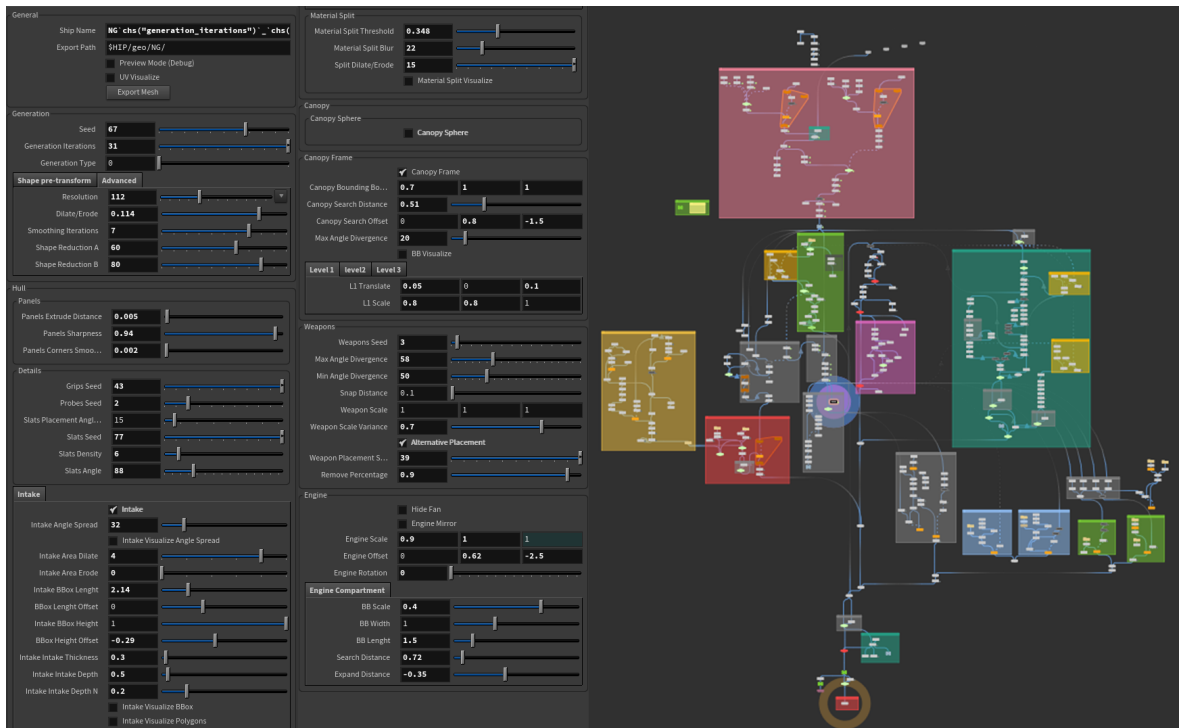 General
Ship Name NG`chs("generation_iterations")`_`chs(
Export Path $HIP/geo/NG/
Preview Mode (Debug)
UV Visualize
Export Mesh
Generation
Seed 67
Generation Iterations 31
Generation Type 0
Shape pre-transform Advanced
Resolution 112
Dilate/Erode 0.114
Smoothing Iterations 7
Shape Reduction A 60
Shape Reduction B 80
Hull
Panels
Panels Extrude Distance 0.005
Panels Sharpness 0.94
Panels Corners Smoo... 0.002
Details
Grips Seed 43
Probes Seed 2
Slats Placement Angl... 15
Slats Seed 77
Slats Density 6
Slats Angle 88
Intake
Intake
Intake Angle Spread 32
Intake Visualize Angle Spread
Intake Area Dilate 4
Intake Area Erode 0
Intake BBox Lenght 2.14
BBox Lenght Offset 0
Intake BBox Height 1
BBox Height Offset -0.29
Intake Intake Thickness 0.3
Intake Intake Depth 0.5
Intake Intake Depth N 0.2
Intake Visualize BBox
Intake Visualize Polygons
Material Split
Material Split Threshold 0.348
Material Split Blur 22
Split Dilate/Erode 15
Material Split Visualize
Canopy
Canopy Sphere
Canopy Sphere
Canopy Frame
Canopy Frame
Canopy Bounding Bo... 0.7 1 1
Canopy Search Distance 0.51
Canopy Search Offset 0 0.8 -1.5
Max Angle Divergence 20
BB Visualize
Level 1 level2 Level 3
L1 Translate 0.05 0 0.1
L1 Scale 0.8 0.8 1
Weapons
Weapons Seed 3
Max Angle Divergence 58
Min Angle Divergence 50
Snap Distance 0.1
Weapon Scale 1 1 1
Weapon Scale Variance 0.7
Alternative Placement
Weapon Placement S... 39
Remove Percentage 0.9
Engine
Hide Fan
Engine Mirror
Engine Scale 0.9 1 1
Engine Offset 0 0.62 -2.5
Engine Rotation 0
Engine Compartment
BB Scale 0.4
BB Width 1
BB Lenght 1.5
Search Distance 0.72
Expand Distance -0.35